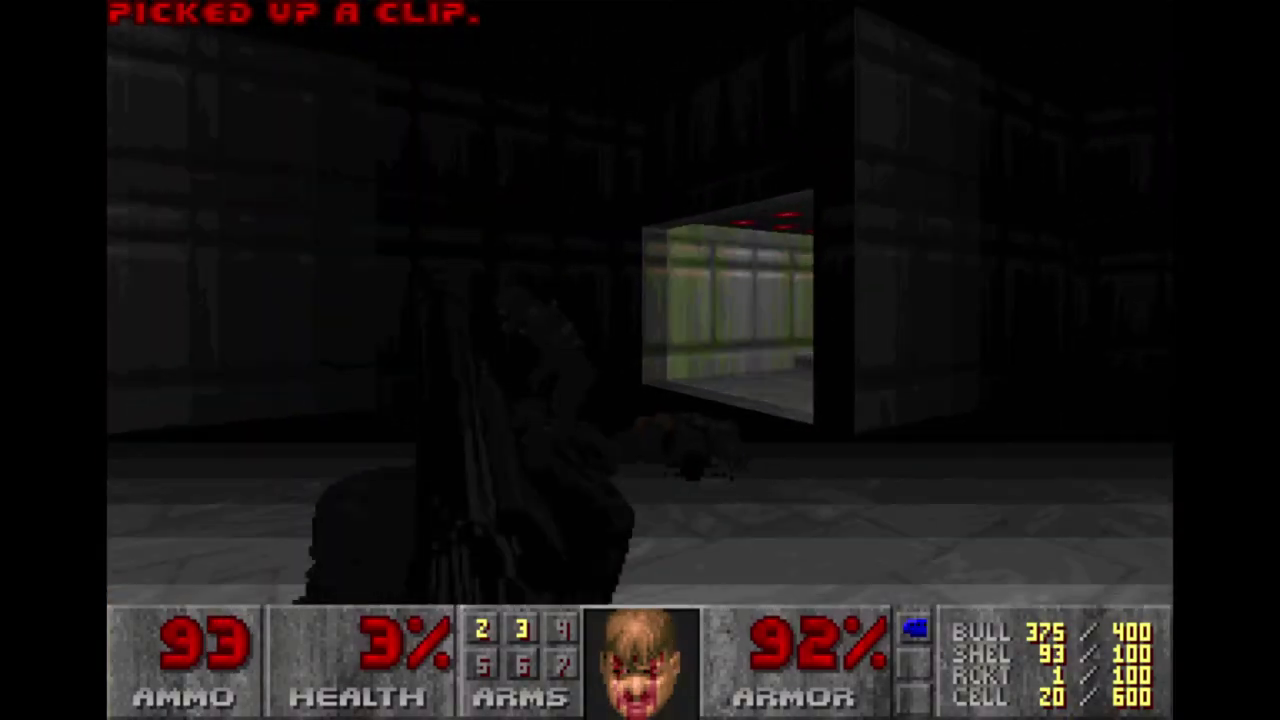 PICKED UP A CLIP.
93 3% 2 3 4 92% BULL 375 / 400
5 6 7 SHEL 93 / 100
RCKT 1 / 100
AMMO HEALTH ARMS ARMOR CELL 20 / 600